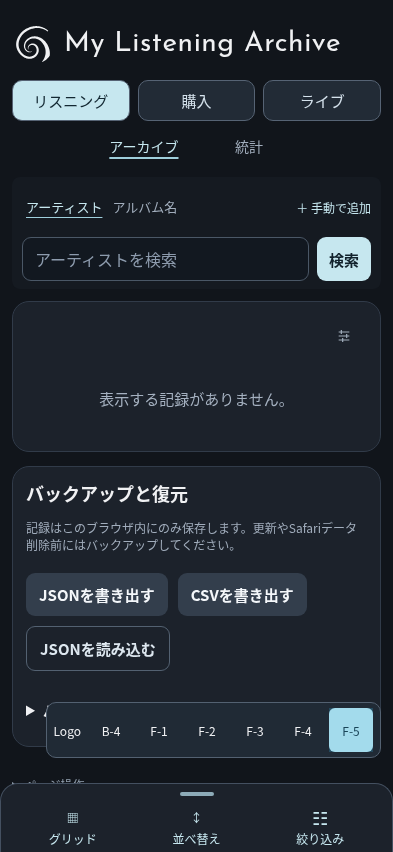 My Listening Archive
リスニング 購入 ライブ
アーカイブ 統計
アーティスト アルバム名 ＋ 手動で追加
アーティストを検索 検索
表示する記録がありません。
バックアップと復元
記録はこのブラウザ内にのみ保存します。更新やSafariデータ
削除前にはバックアップしてください。
JSONを書き出す CSVを書き出す
JSONを読み込む
Logo B-4 F-1 F-2 F-3 F-4 F-5
グリッド 並べ替え 絞り込み